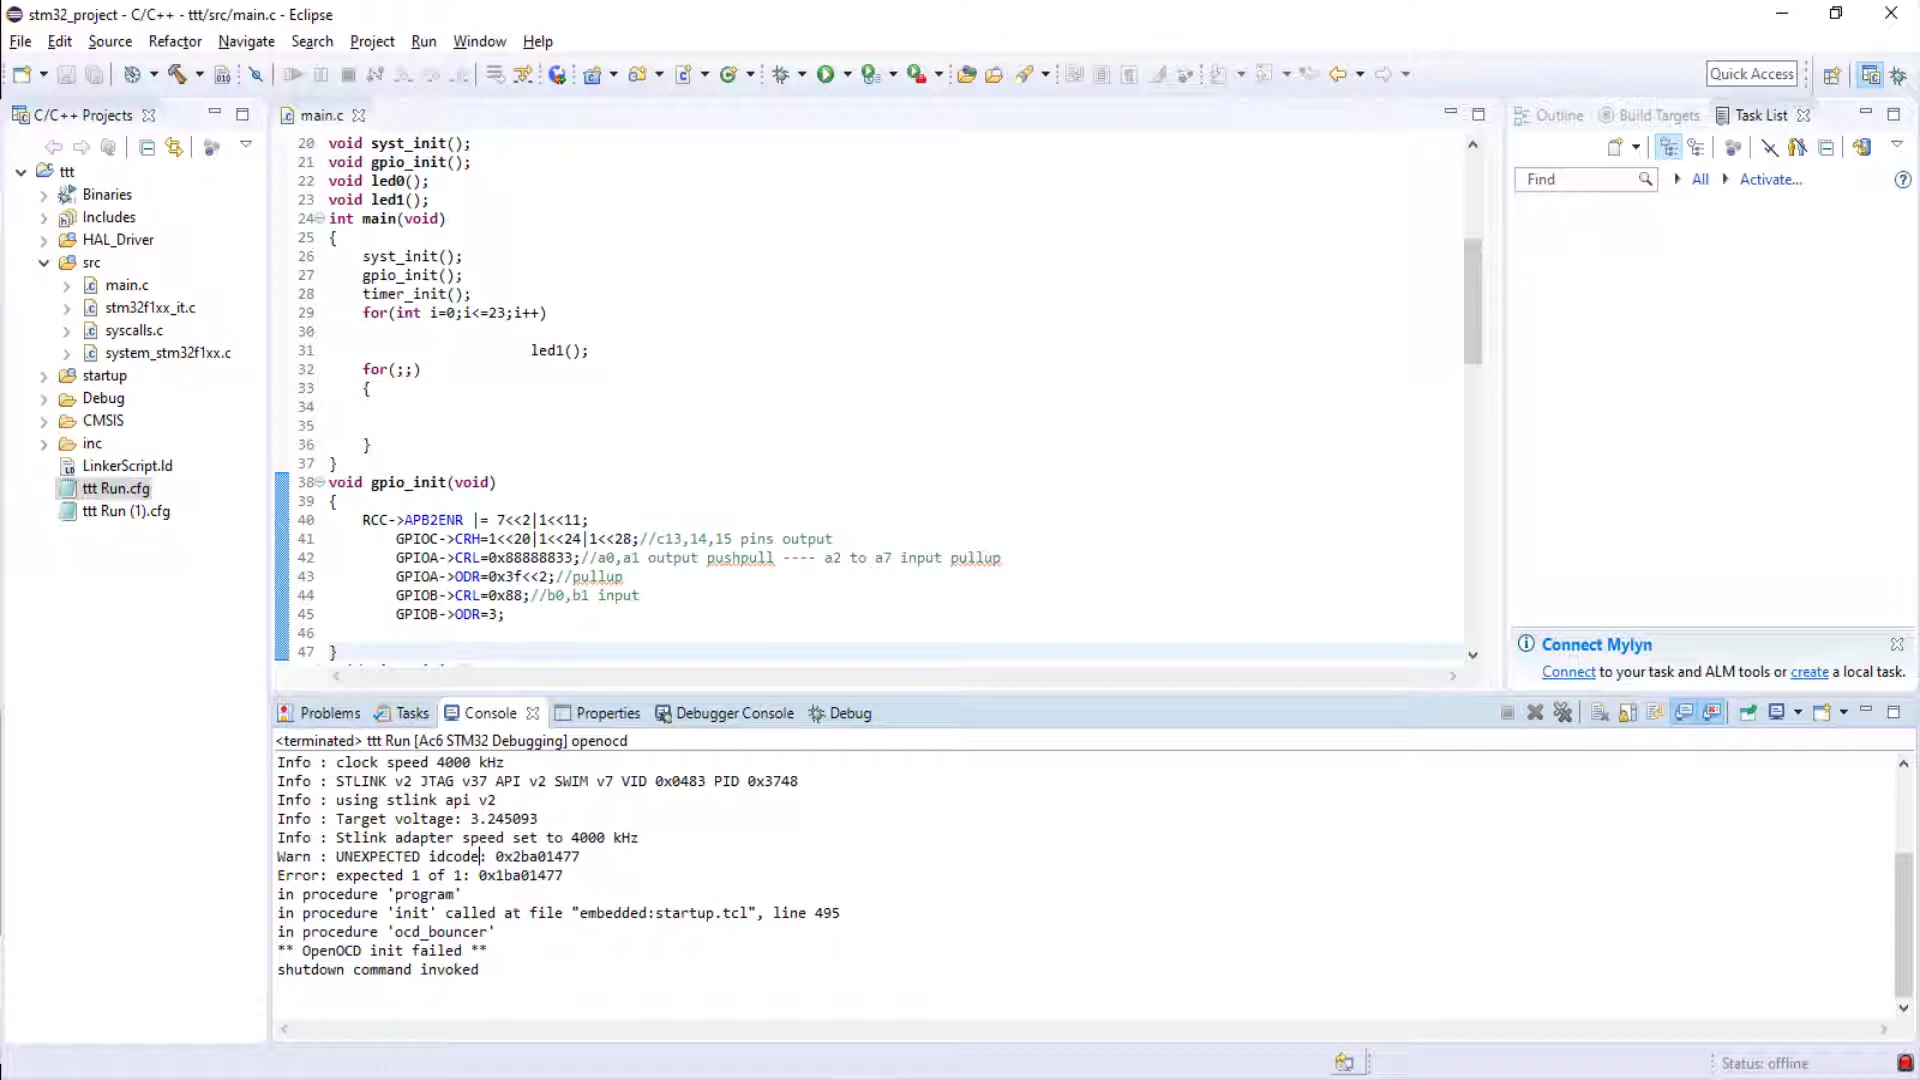 stm32_project - C/C++ - ttt/src/main.c - Eclipse
File Edit Source Refactor Navigate Search Project Run Window Help
Quick Access
C/C++ Projects
main.c
Outline Build Targets Task List
Find All Activate...
ttt
Binaries
Includes
HAL_Driver
src
main.c
stm32f1xx_it.c
syscalls.c
system_stm32f1xx.c
startup
Debug
CMSIS
inc
LinkerScript.ld
ttt Run.cfg
ttt Run (1).cfg
20 void syst_init();
21 void gpio_init();
22 void led0();
23 void led1();
24 int main(void)
25 {
26 syst_init();
27 gpio_init();
28 timer_init();
29 for(int i=0;i<=23;i++)
30
31 led1();
32 for(;;)
33 {
34
35
36 }
37 }
38 void gpio_init(void)
39 {
40 RCC->APB2ENR |= 7<<2|1<<11;
41 GPIOC->CRH=1<<20|1<<24|1<<28;//c13,14,15 pins output
42 GPIOA->CRL=0x88888833;//a0,a1 output pushpull ---- a2 to a7 input pullup
43 GPIOA->ODR=0x3f<<2;//pullup
44 GPIOB->CRL=0x88;//b0,b1 input
45 GPIOB->ODR=3;
46
47 }
Connect Mylyn
Connect to your task and ALM tools or create a local task.
Problems Tasks Console Properties Debugger Console Debug
<terminated> ttt Run [Ac6 STM32 Debugging] openocd
Info : clock speed 4000 kHz
Info : STLINK v2 JTAG v37 API v2 SWIM v7 VID 0x0483 PID 0x3748
Info : using stlink api v2
Info : Target voltage: 3.245093
Info : Stlink adapter speed set to 4000 kHz
Warn : UNEXPECTED idcode: 0x2ba01477
Error: expected 1 of 1: 0x1ba01477
in procedure 'program'
in procedure 'init' called at file "embedded:startup.tcl", line 495
in procedure 'ocd_bouncer'
** OpenOCD init failed **
shutdown command invoked
Status: offline